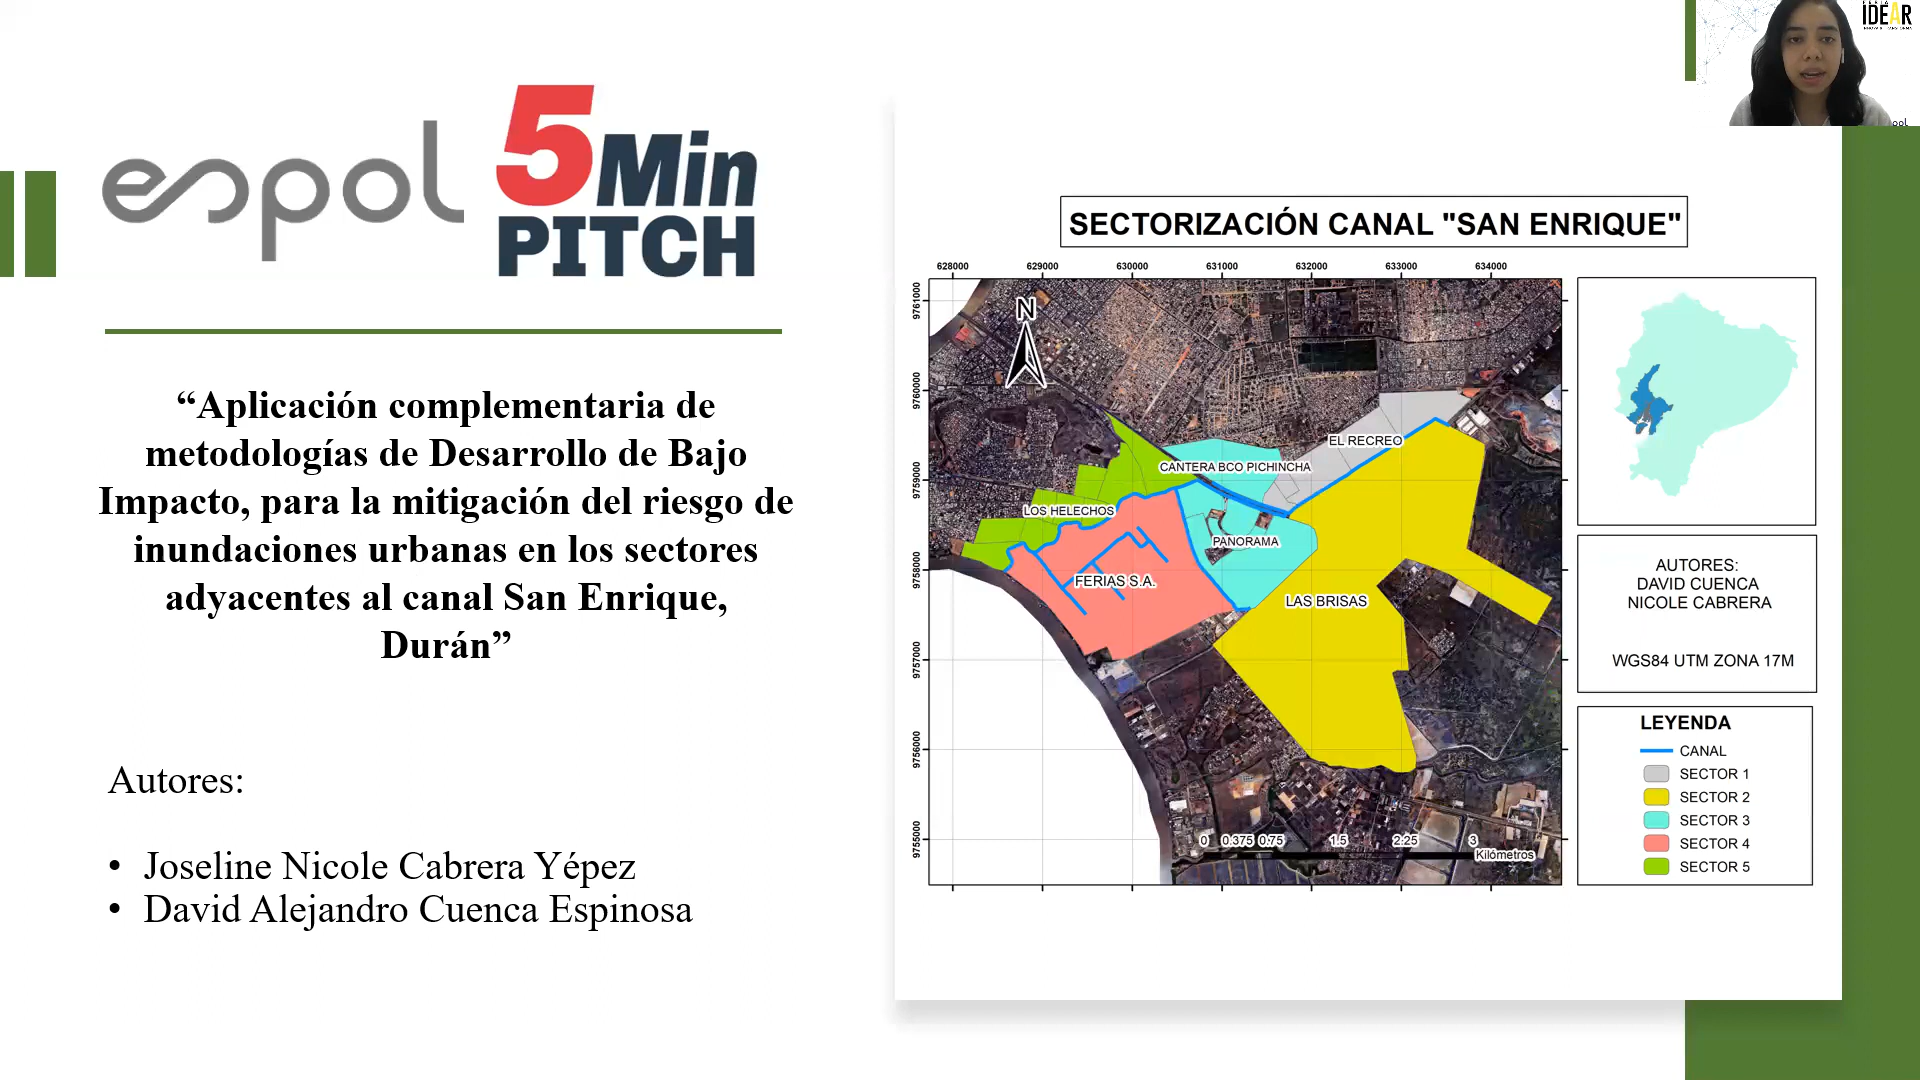 IDEAR
espol
5Min
PITCH
“Aplicación complementaria de
metodologías de Desarrollo de Bajo
Impacto, para la mitigación del riesgo de
inundaciones urbanas en los sectores
adyacentes al canal San Enrique,
Durán”
Autores:
• Joseline Nicole Cabrera Yépez
• David Alejandro Cuenca Espinosa
SECTORIZACIÓN CANAL "SAN ENRIQUE"
628000 629000 630000 631000 632000 633000 634000
9761000
9760000
9759000
9758000
9757000
9756000
9755000
N
EL RECREO
CANTERA BCO PICHINCHA
LOS HELECHOS
PANORAMA
FERIAS S.A.
LAS BRISAS
0 0.375 0.75 1.5 2.25 3
Kilómetros
AUTORES:
DAVID CUENCA
NICOLE CABRERA
WGS84 UTM ZONA 17M
LEYENDA
CANAL
SECTOR 1
SECTOR 2
SECTOR 3
SECTOR 4
SECTOR 5